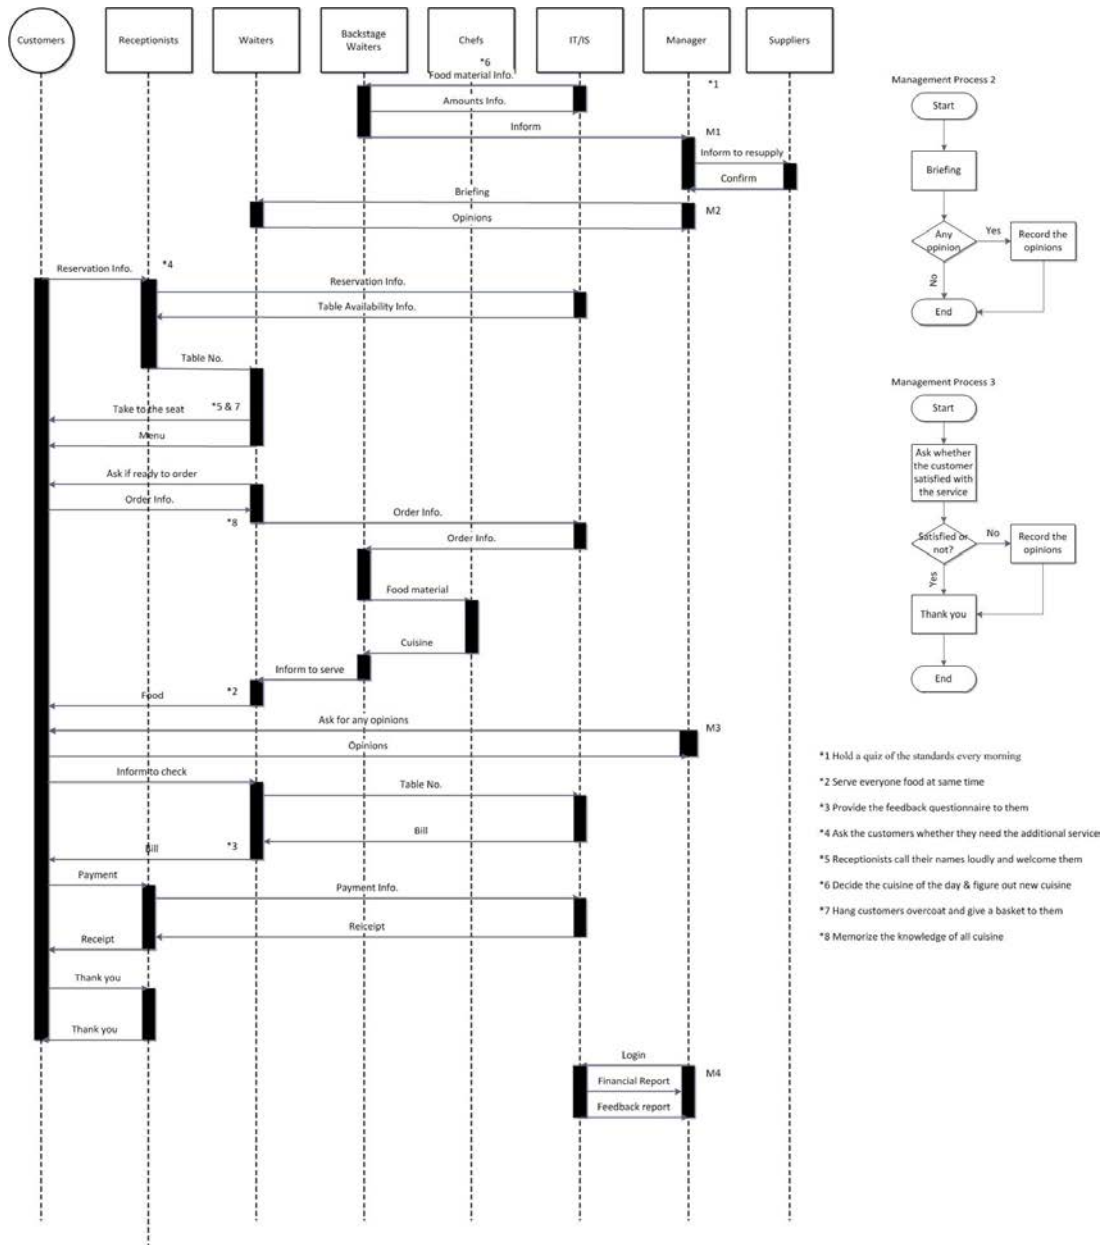 Customers
Receptionists
Waiters
Backstage
Waiters
Chefs
IT/IS
Manager
Suppliers
*6
Food material Info.
*1
Amounts Info.
Inform
M1
Inform to resupply
Confirm
Briefing
M2
Opinions
Reservation Info.
*4
Reservation Info.
Table Availability Info.
Table No.
Take to the seat
*5 & 7
Menu
Ask if ready to order
Order Info.
*8
Order Info.
Order Info.
Food material
Cuisine
Inform to serve
*2
Food
Ask for any opinions
M3
Opinions
Inform to check
Table No.
Bill
*3
Bill
Payment
Payment Info.
Reiceipt
Receipt
Thank you
Thank you
Login
M4
Financial Report
Feedback report
Management Process 2
Start
Briefing
Any
opinion
Yes
Record the
opinions
No
End
Management Process 3
Start
Ask whether
the customer
satisfied with
the service
Satisfied or
not?
No
Record the
opinions
Yes
Thank you
End
*1 Hold a quiz of the standards every morning
*2 Serve everyone food at same time
*3 Provide the feedback questionnaire to them
*4 Ask the customers whether they need the additional service
*5 Receptionists call their names loudly and welcome them
*6 Decide the cuisine of the day & figure out new cuisine
*7 Hang customers overcoat and give a basket to them
*8 Memorize the knowledge of all cuisine